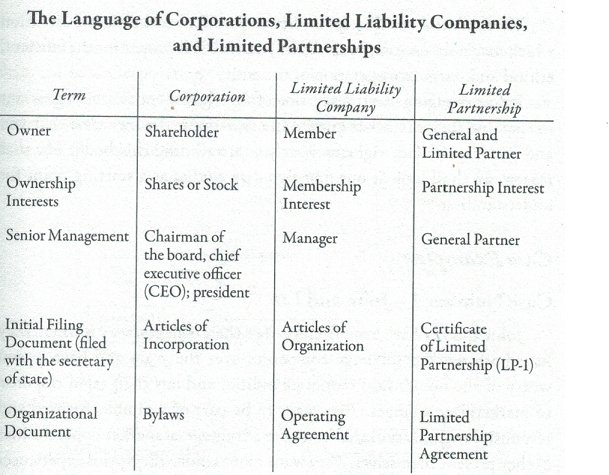 The Language of Corporations, Limited Liability Companies,
and Limited Partnerships
Term
Corporation
Limited Liability
Company
Limited
Partnership
Owner
Shareholder
Member
General and
Limited Partner
Ownership
Interests
Shares or Stock
Membership
Interest
Partnership Interest
Senior Management
Chairman of
the board, chief
executive officer
(CEO); president
Manager
General Partner
Initial Filing
Document (filed
with the secretary
of state)
Articles of
Incorporation
Articles of
Organization
Certificate
of Limited
Partnership (LP-1)
Organizational
Document
Bylaws
Operating
Agreement
Limited
Partnership
Agreement